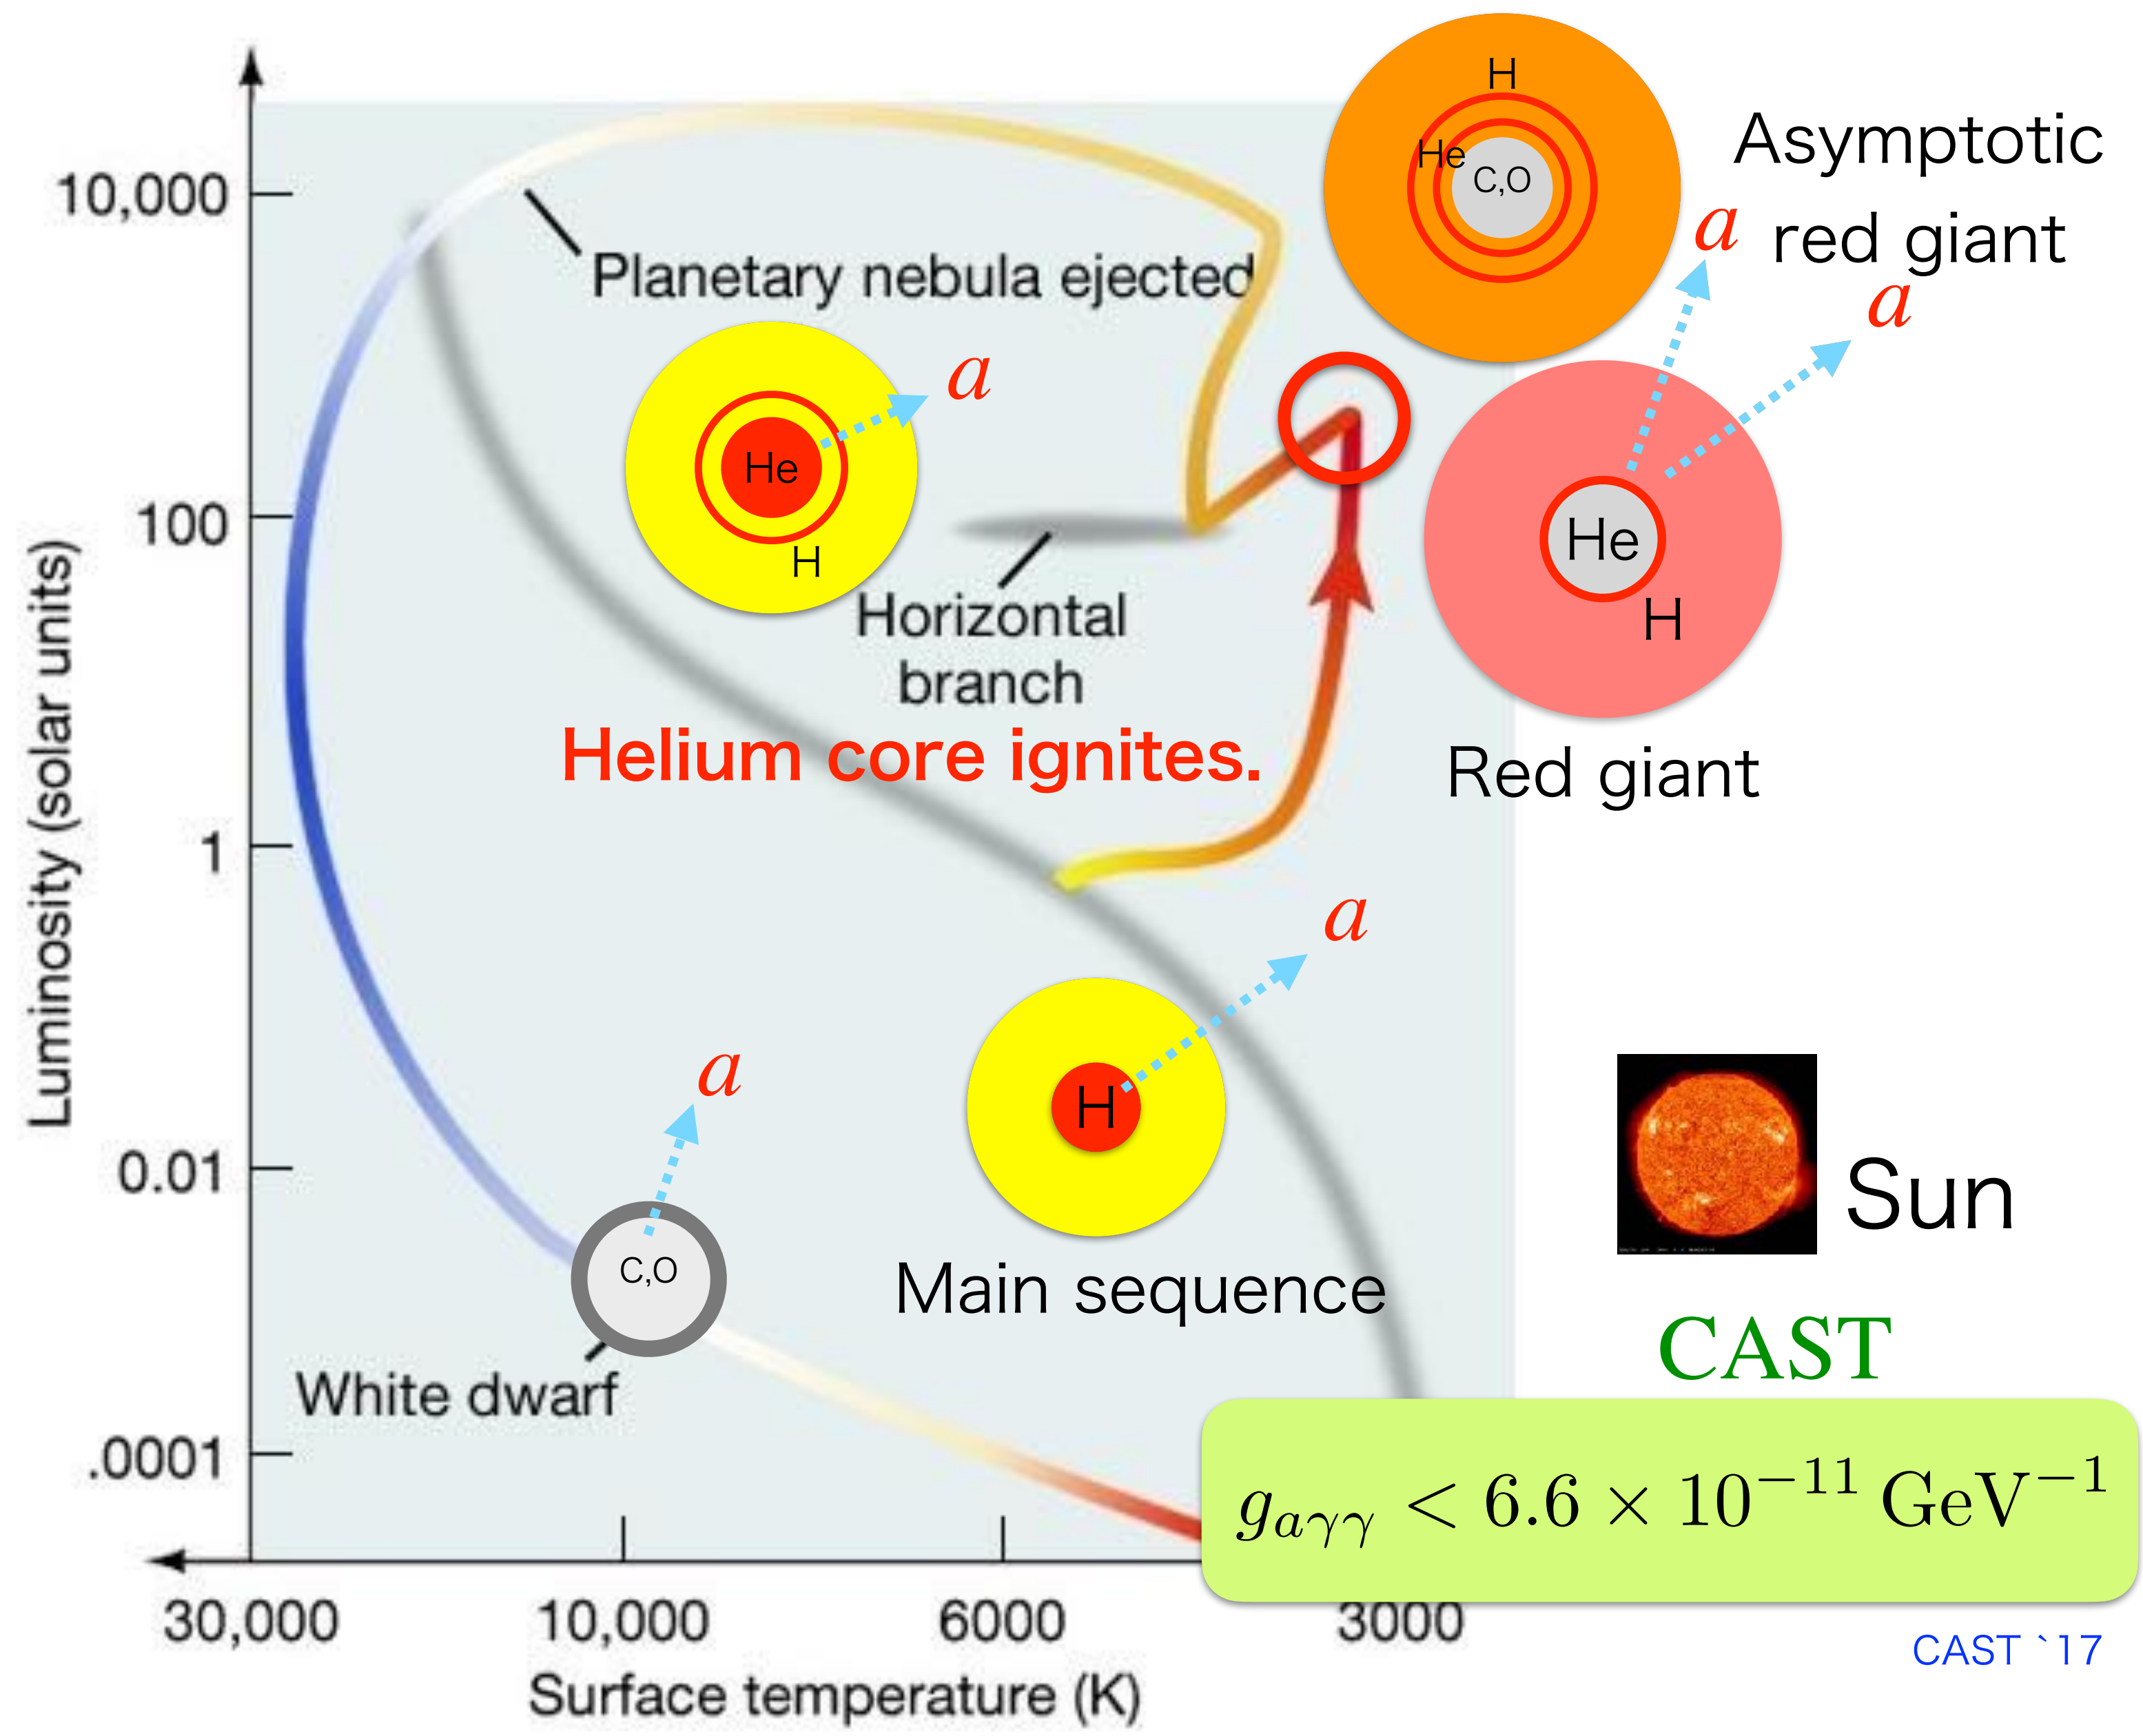 H
He
C,O
Asymptotic
red giant
a
a
10,000
Planetary nebula ejected
a
He
H
100
Horizontal
branch
He
H
Helium core ignites.
Red giant
Luminosity (solar units)
1
a
a
H
Sun
0.01
C,O
Main sequence
White dwarf
CAST
.0001
g_{aγγ} < 6.6 × 10^{−11} GeV^{−1}
30,000
10,000
6000
3000
CAST `17
Surface temperature (K)